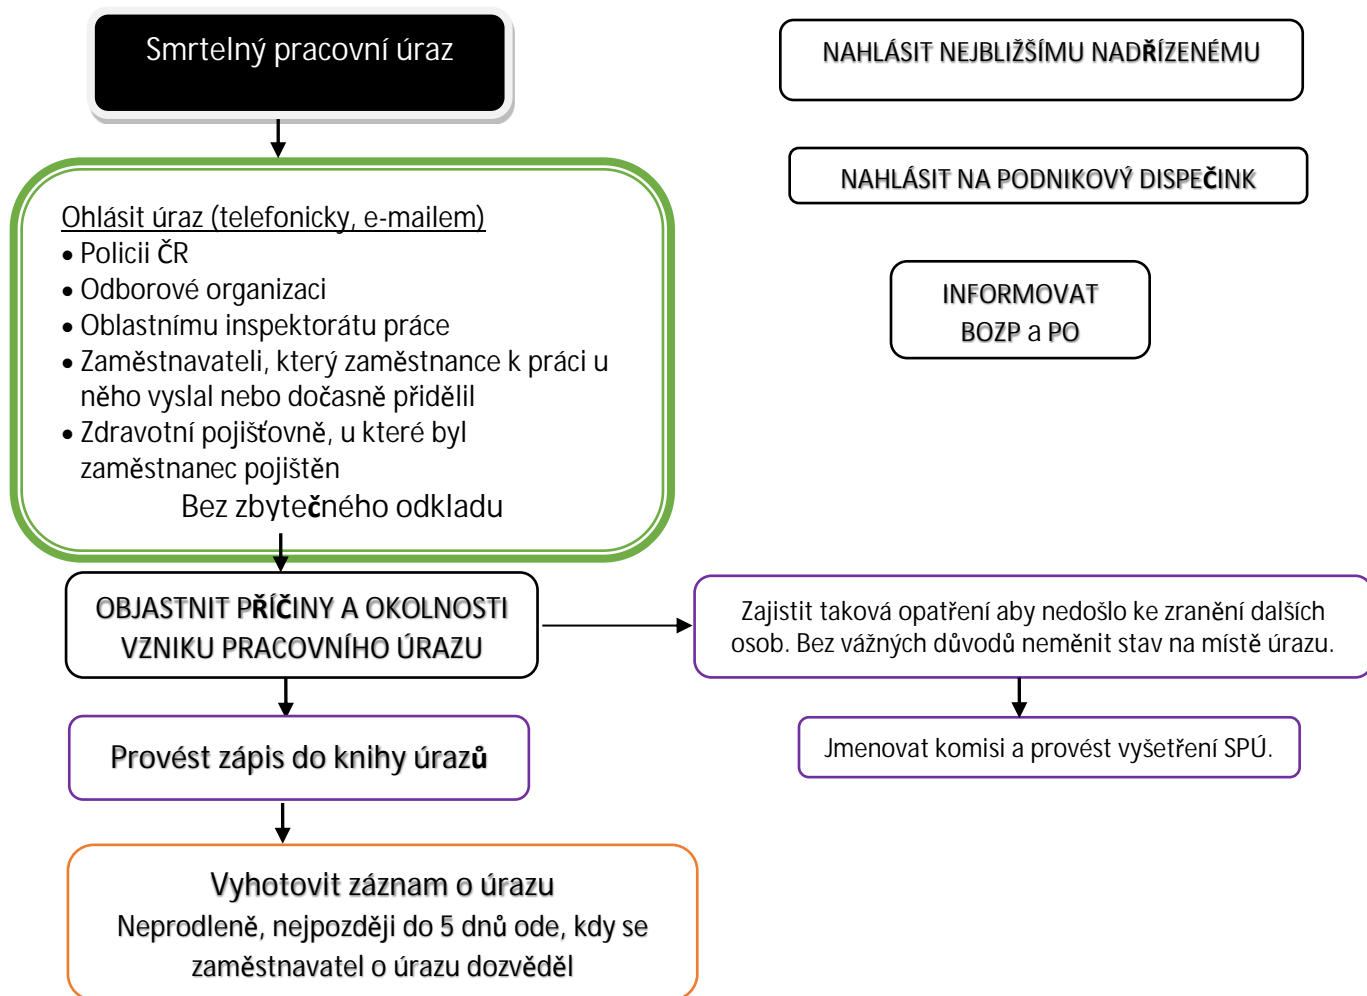 Smrtelný pracovní úraz
NAHLÁSIT NEJBLIŽŠÍMU NADŘÍZENÉMU
NAHLÁSIT NA PODNIKOVÝ DISPEČINK
INFORMOVAT
BOZP a PO
Ohlásit úraz (telefonicky, e-mailem)
• Policii ČR
• Odborové organizaci
• Oblastnímu inspektorátu práce
• Zaměstnavateli, který zaměstnance k práci u
něho vyslal nebo dočasně přidělil
• Zdravotní pojišťovně, u které byl
zaměstnanec pojištěn
Bez zbytečného odkladu
OBJASTNIT PŘÍČINY A OKOLNOSTI
VZNIKU PRACOVNÍHO ÚRAZU
Zajistit taková opatření aby nedošlo ke zranění dalších
osob. Bez vážných důvodů neměnit stav na místě úrazu.
Provést zápis do knihy úrazů
Jmenovat komisi a provést vyšetření SPÚ.
Vyhotovit záznam o úrazu
Neprodleně, nejpozději do 5 dnů ode, kdy se
zaměstnavatel o úrazu dozvěděl